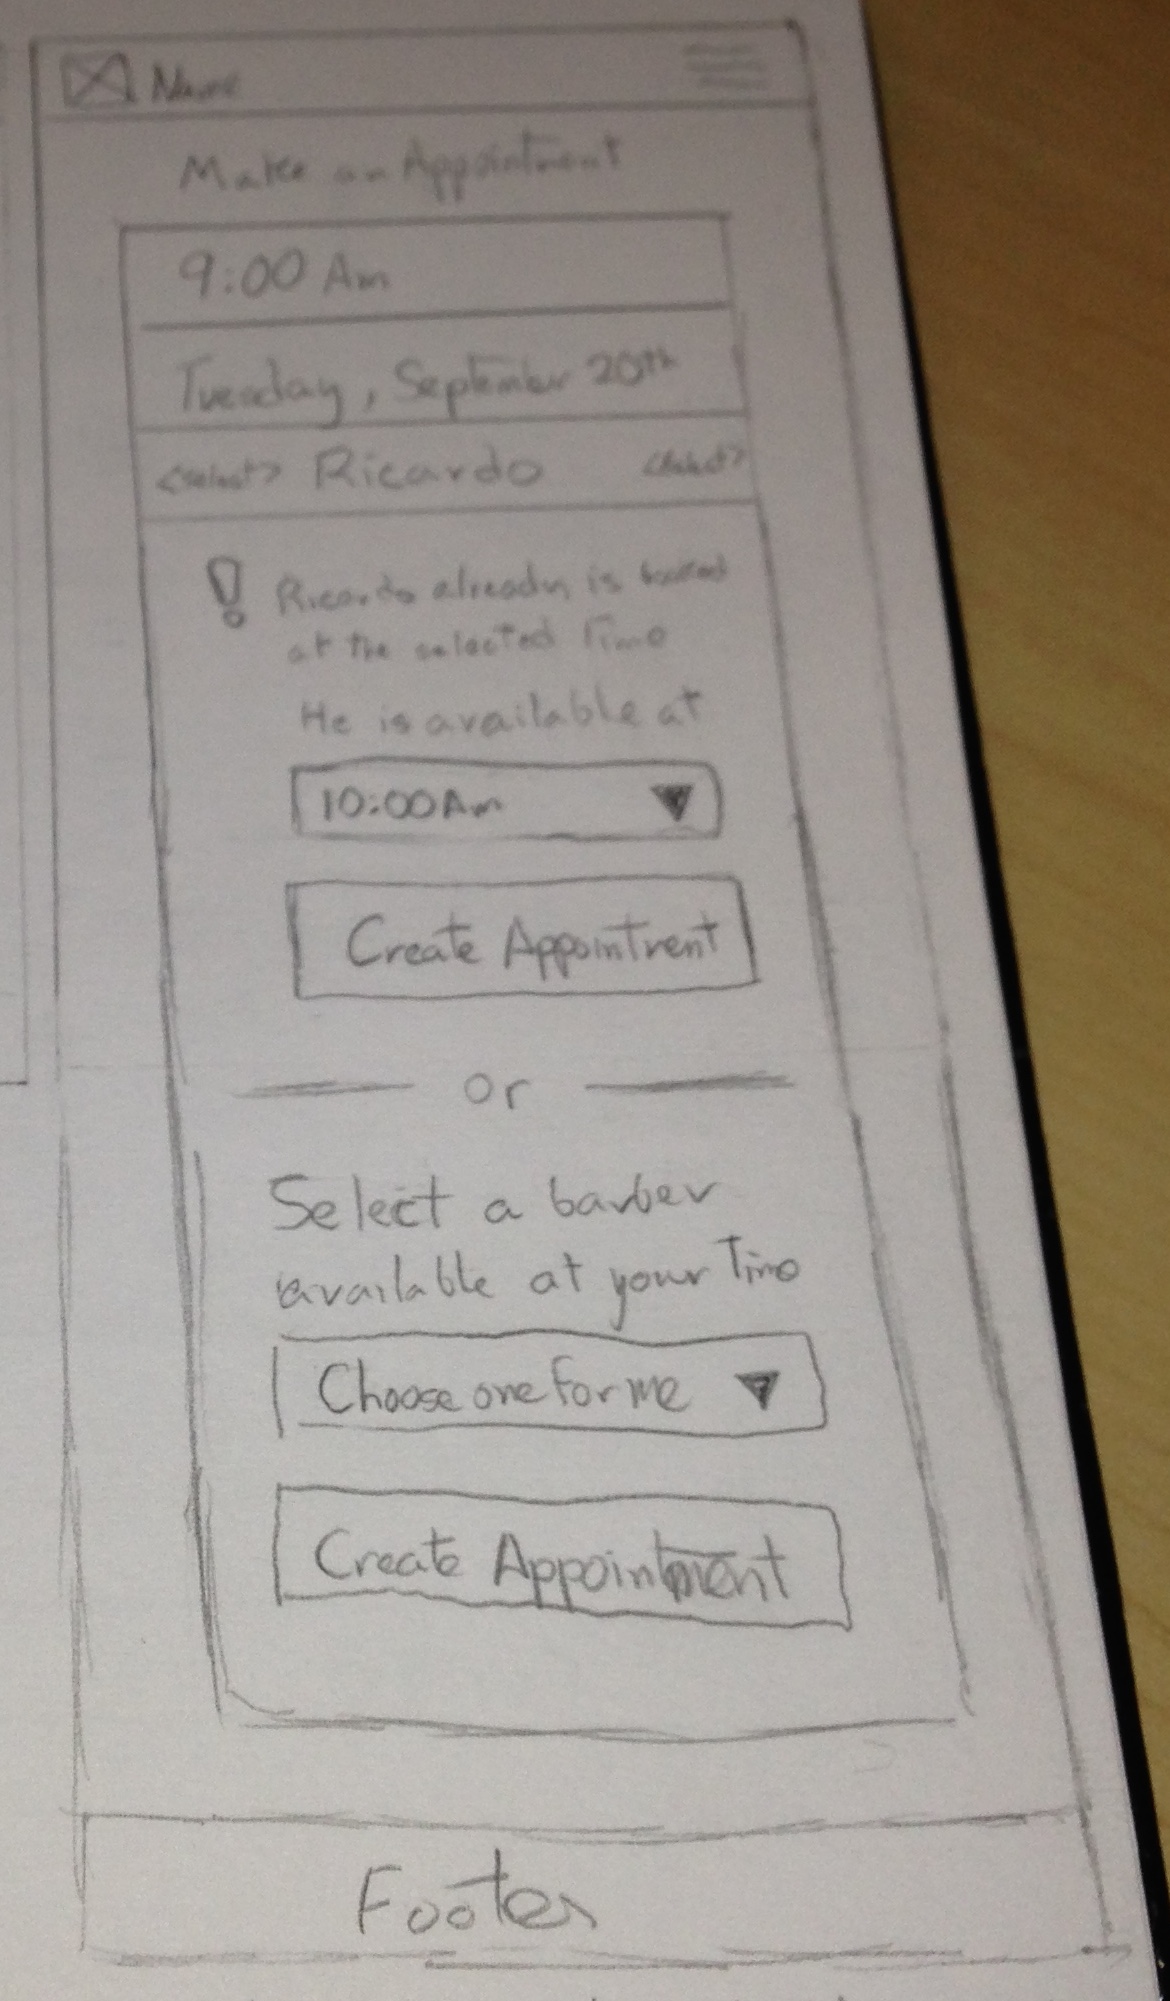 Name
Make an Appointment
9:00 Am
Tuesday, September 20th
<select> Ricardo <select>
! Ricardo already is booked
at the selected Time
He is available at
10:00 Am
Create Appointment
Or
Select a barber
available at your Time
Choose one for me
Create Appointment
Footer